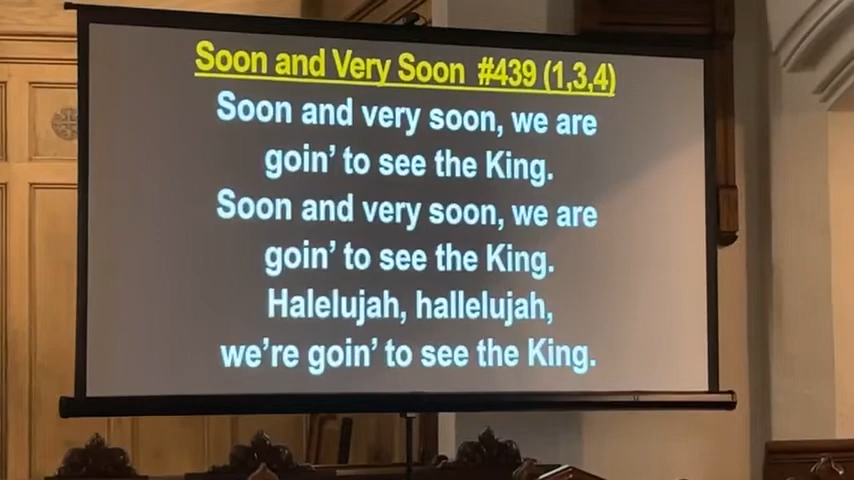 Soon and Very Soon #439 (1,3,4)
Soon and very soon, we are
goin’ to see the King.
Soon and very soon, we are
goin’ to see the King.
Halelujah, hallelujah,
we’re goin’ to see the King.